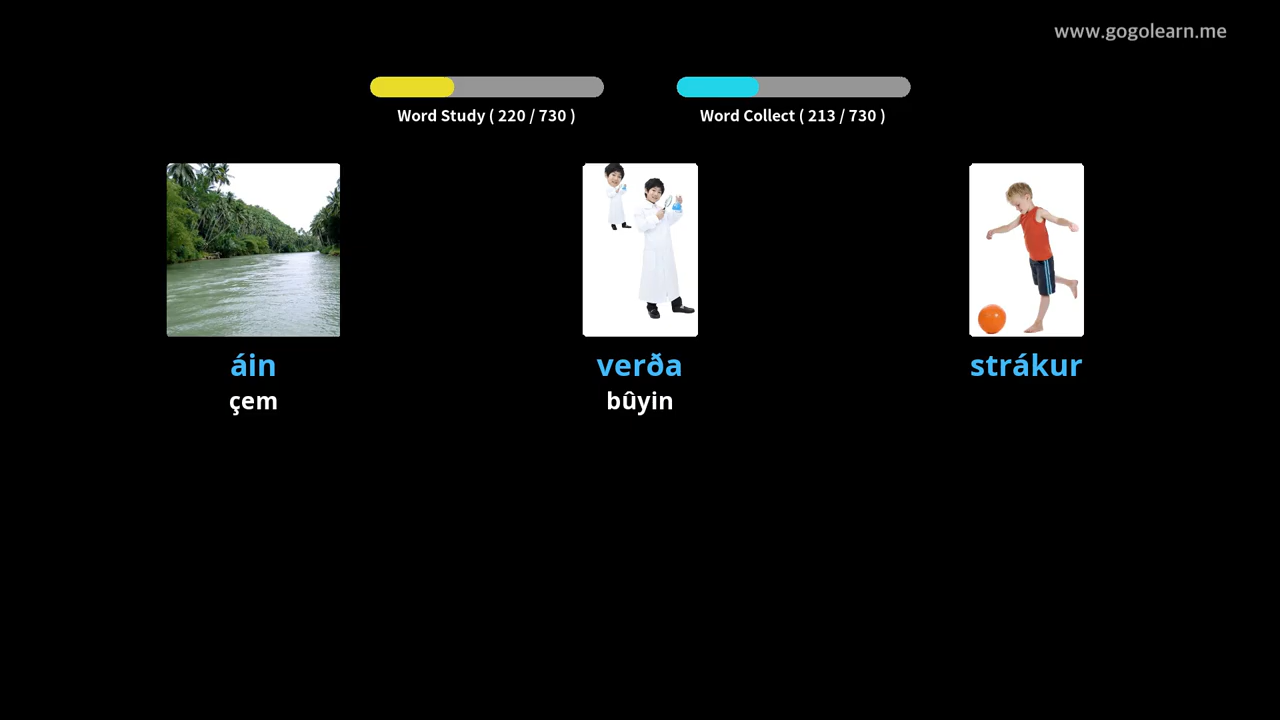 www.gogolearn.me
Word Study ( 220 / 730 )
Word Collect ( 213 / 730 )
áin
verða
strákur
çem
bûyin